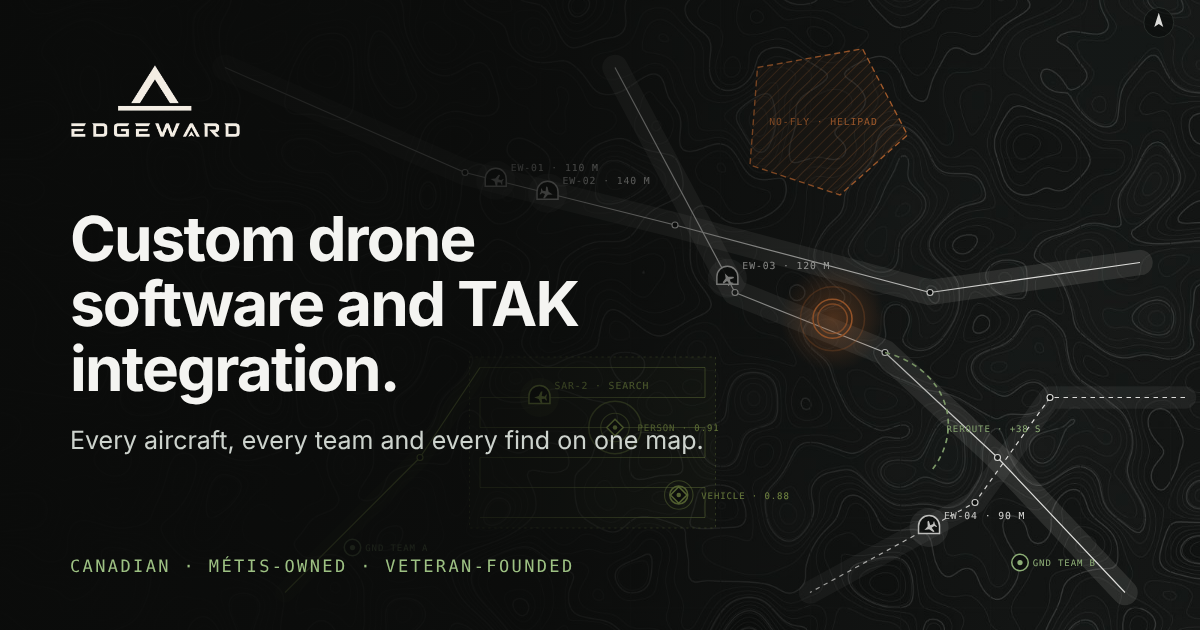 EDGEWARD
NO-FLY · HELIPAD
EW-01 · 110 M
EW-02 · 140 M
Custom drone
software and TAK
integration.
EW-03 · 120 M
SAR-2 · SEARCH
PERSON · 0.91
Every aircraft, every team and every find on one map.
REROUTE · +38 S
VEHICLE · 0.88
EW-04 · 90 M
GND TEAM A
GND TEAM B
CANADIAN · MÉTIS-OWNED · VETERAN-FOUNDED